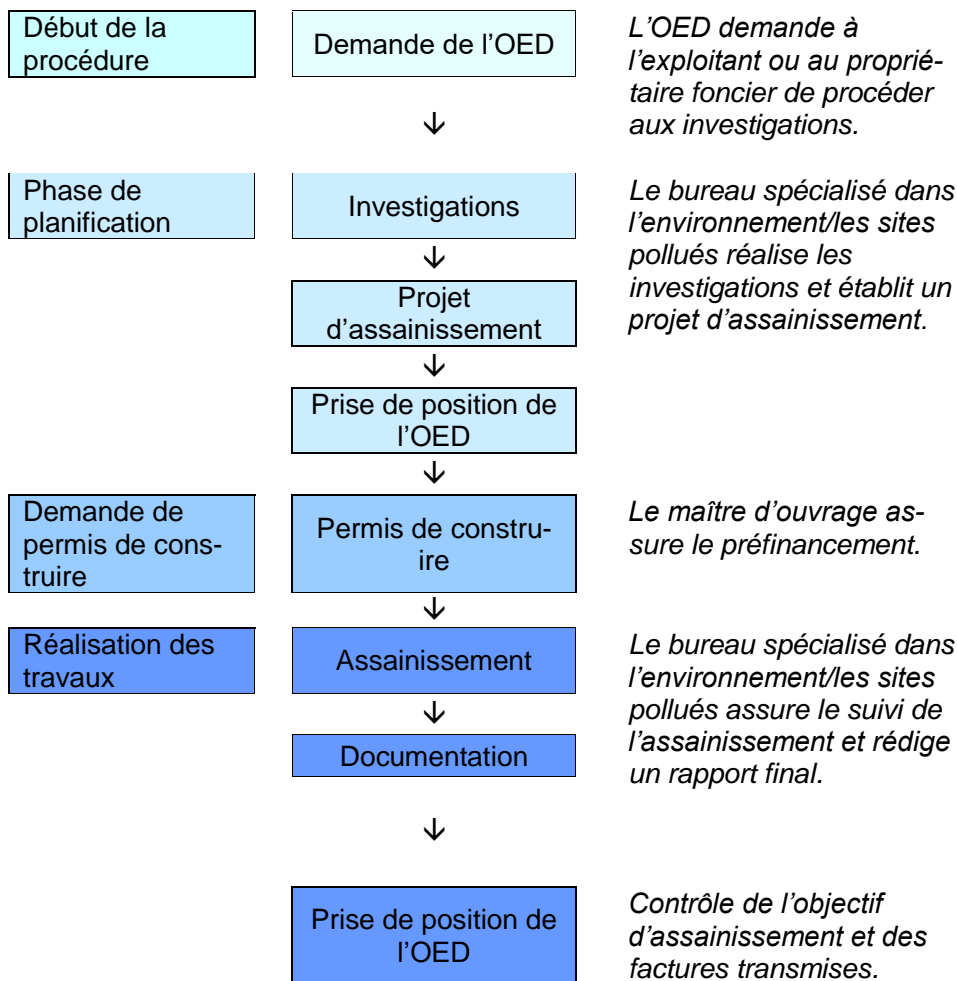 Début de la
procédure
Demande de l’OED
L’OED demande à
l’exploitant ou au proprié-
taire foncier de procéder
aux investigations.
Phase de
planification
Investigations
Le bureau spécialisé dans
l’environnement/les sites
pollués réalise les
investigations et établit un
projet d’assainissement.
Projet
d’assainissement
Prise de position de
l’OED
Demande de
permis de cons-
truire
Permis de constru-
ire
Le maître d’ouvrage as-
sure le préfinancement.
Réalisation des
travaux
Assainissement
Le bureau spécialisé dans
l’environnement/les sites
pollués assure le suivi de
l’assainissement et rédige
un rapport final.
Documentation
Prise de position de
l’OED
Contrôle de l’objectif
d’assainissement et des
factures transmises.